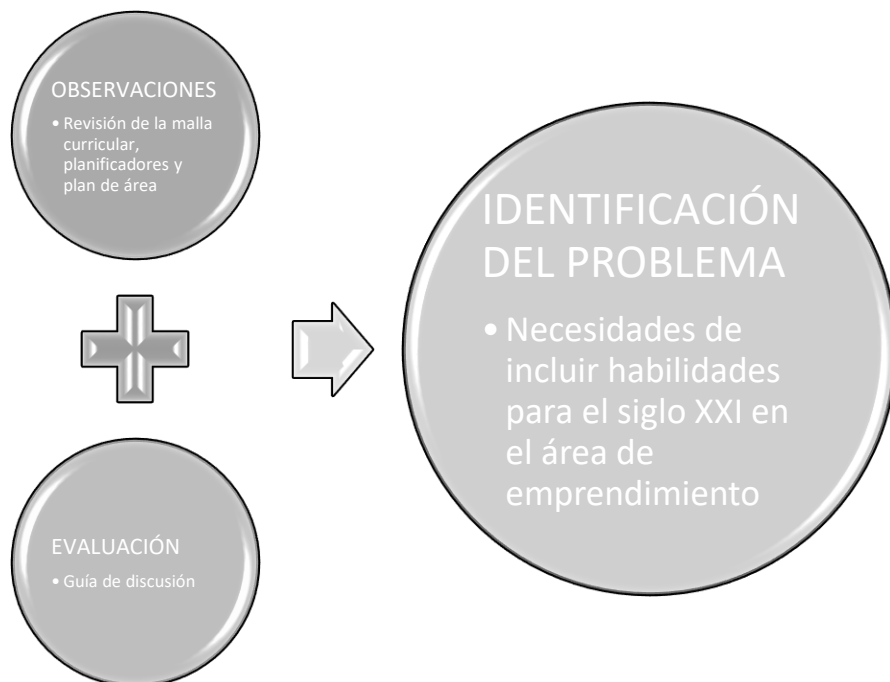 OBSERVACIONES
• Revisión de la malla
curricular,
planificadores y
plan de área
EVALUACIÓN
• Guía de discusión
IDENTIFICACIÓN
DEL PROBLEMA
• Necesidades de
incluir habilidades
para el siglo XXI en
el área de
emprendimiento